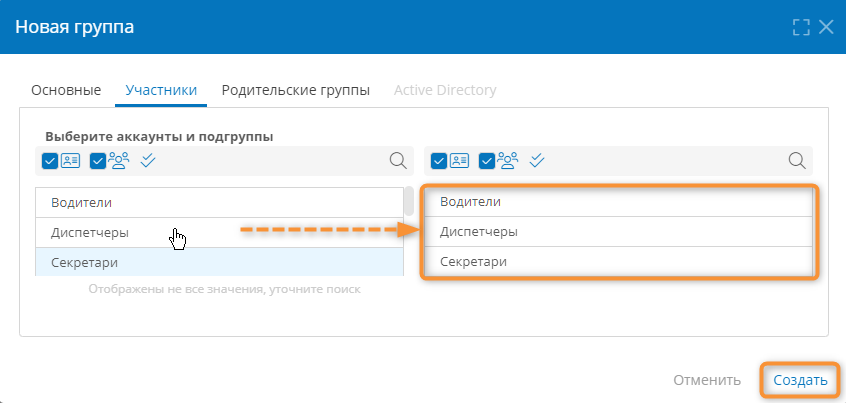 Новая группа
Основные Участники Родительские группы Active Directory
Выберите аккаунты и подгруппы
Водители
Диспетчеры
Секретари
Отображены не все значения, уточните поиск
Водители
Диспетчеры
Секретари
Отменить Создать